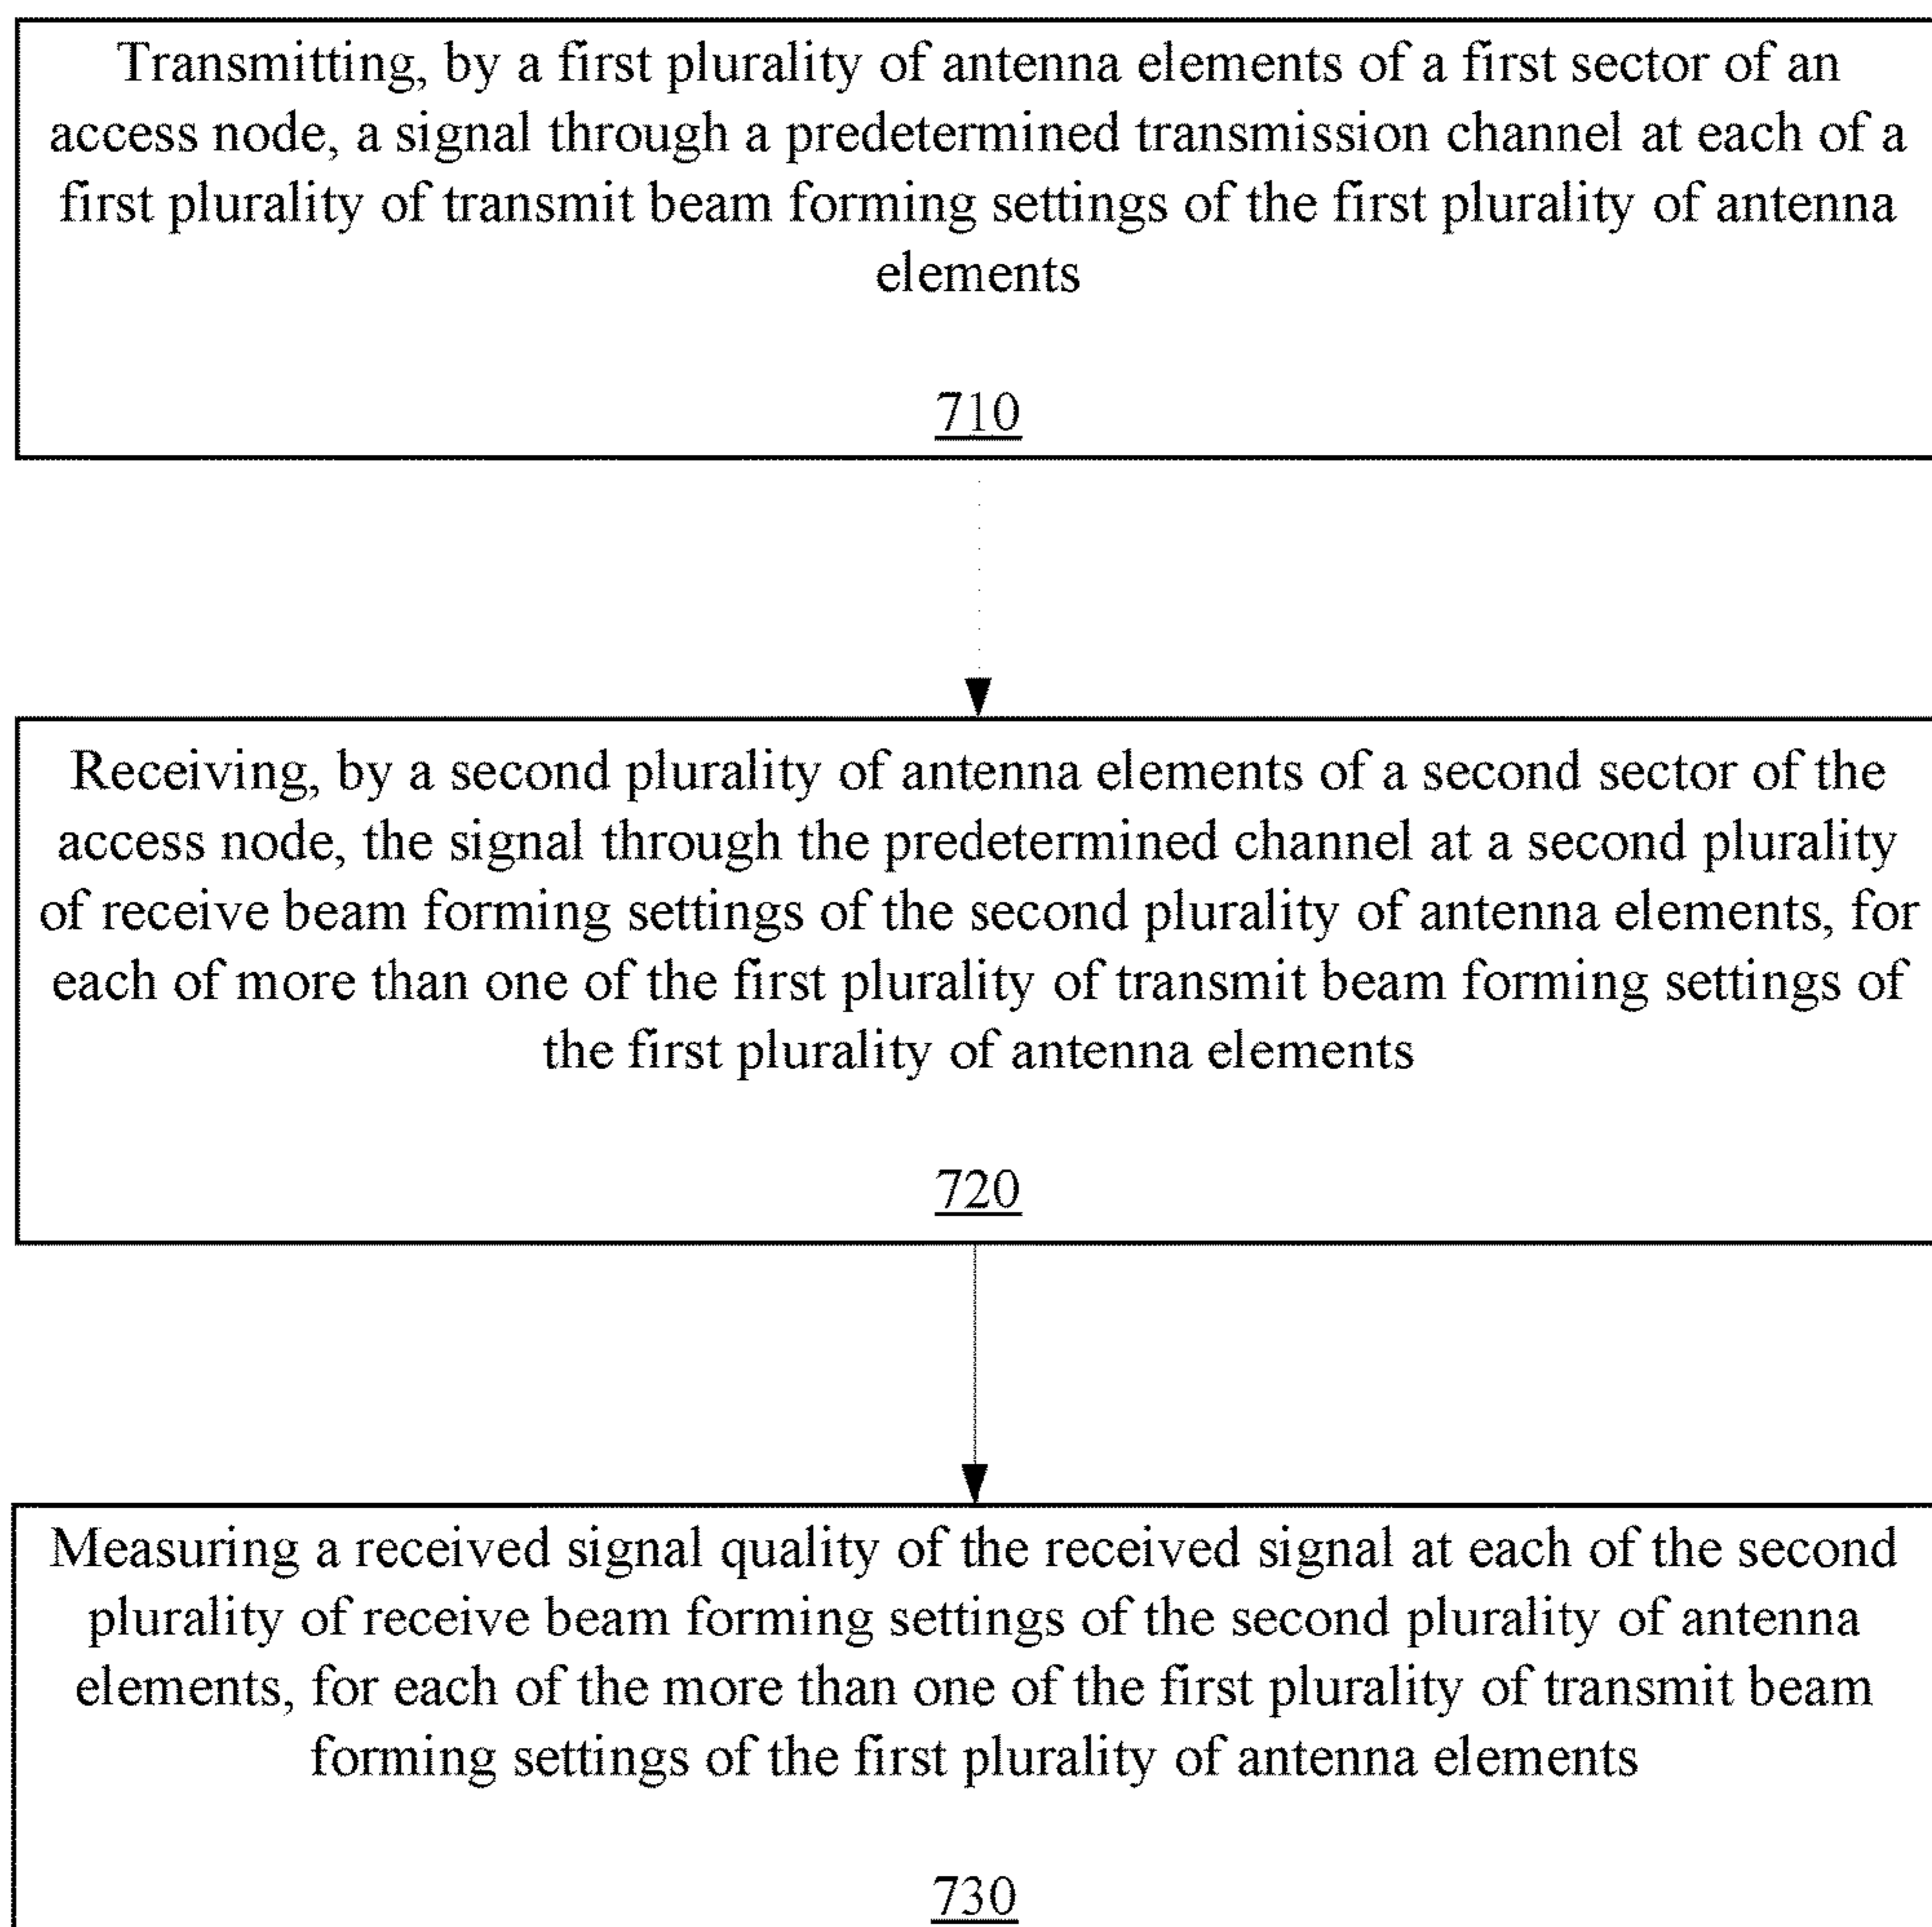 Transmitting, by a first plurality of antenna elements of a first sector of an
access node, a signal through a predetermined transmission channel at each of a
first plurality of transmit beam forming settings of the first plurality of antenna
elements
710
Receiving, by a second plurality of antenna elements of a second sector of the
access node, the signal through the predetermined channel at a second plurality
of receive beam forming settings of the second plurality of antenna elements, for
each of more than one of the first plurality of transmit beam forming settings of
the first plurality of antenna elements
720
Measuring a received signal quality of the received signal at each of the second
plurality of receive beam forming settings of the second plurality of antenna
elements, for each of the more than one of the first plurality of transmit beam
forming settings of the first plurality of antenna elements
730